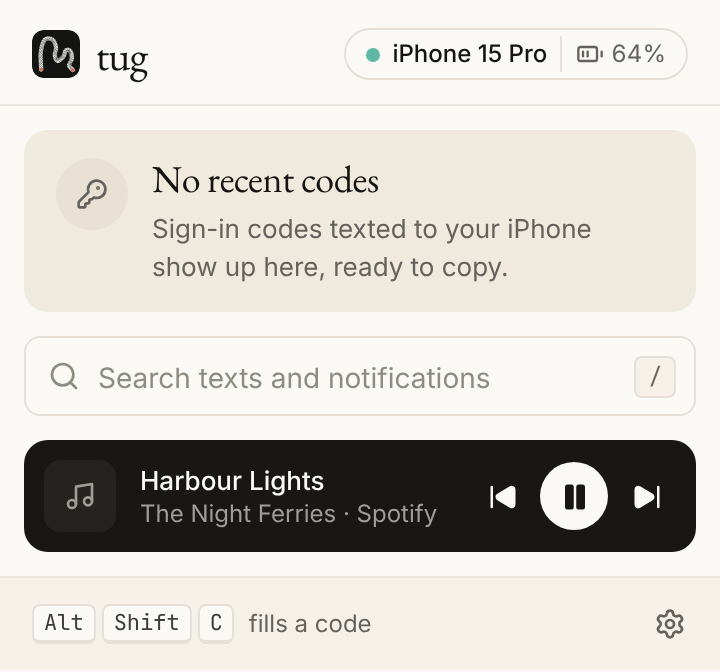 tug
iPhone 15 Pro 64%
No recent codes
Sign-in codes texted to your iPhone
show up here, ready to copy.
Search texts and notifications /
Harbour Lights
The Night Ferries · Spotify
Alt Shift C fills a code